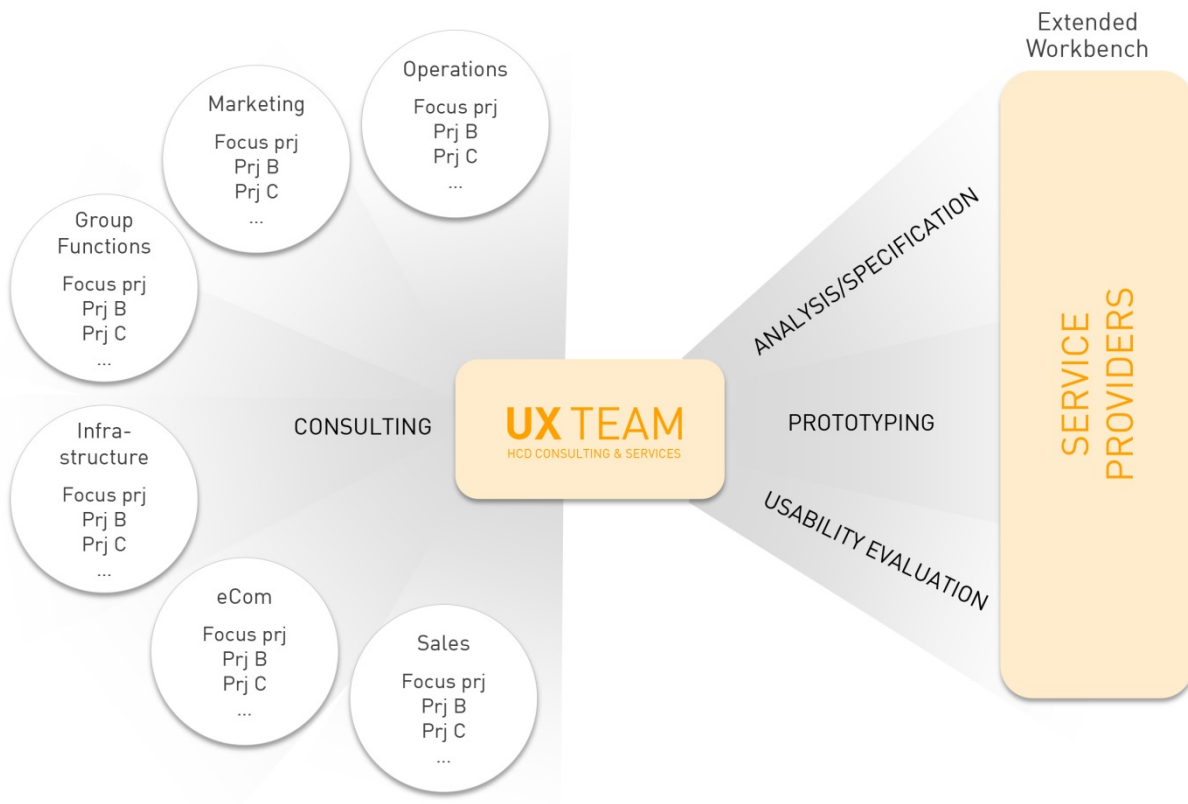 Operations
Focus prj
Prj B
Prj C
...
Marketing
Focus prj
Prj B
Prj C
...
Group
Functions
Focus prj
Prj B
Prj C
...
Infra-
structure
Focus prj
Prj B
Prj C
...
eCom
Focus prj
Prj B
Prj C
...
Sales
Focus prj
Prj B
Prj C
...
CONSULTING
UX TEAM
HCD CONSULTING & SERVICES
ANALYSIS/SPECIFICATION
PROTOTYPING
USABILITY EVALUATION
Extended
Workbench
SERVICE
PROVIDERS